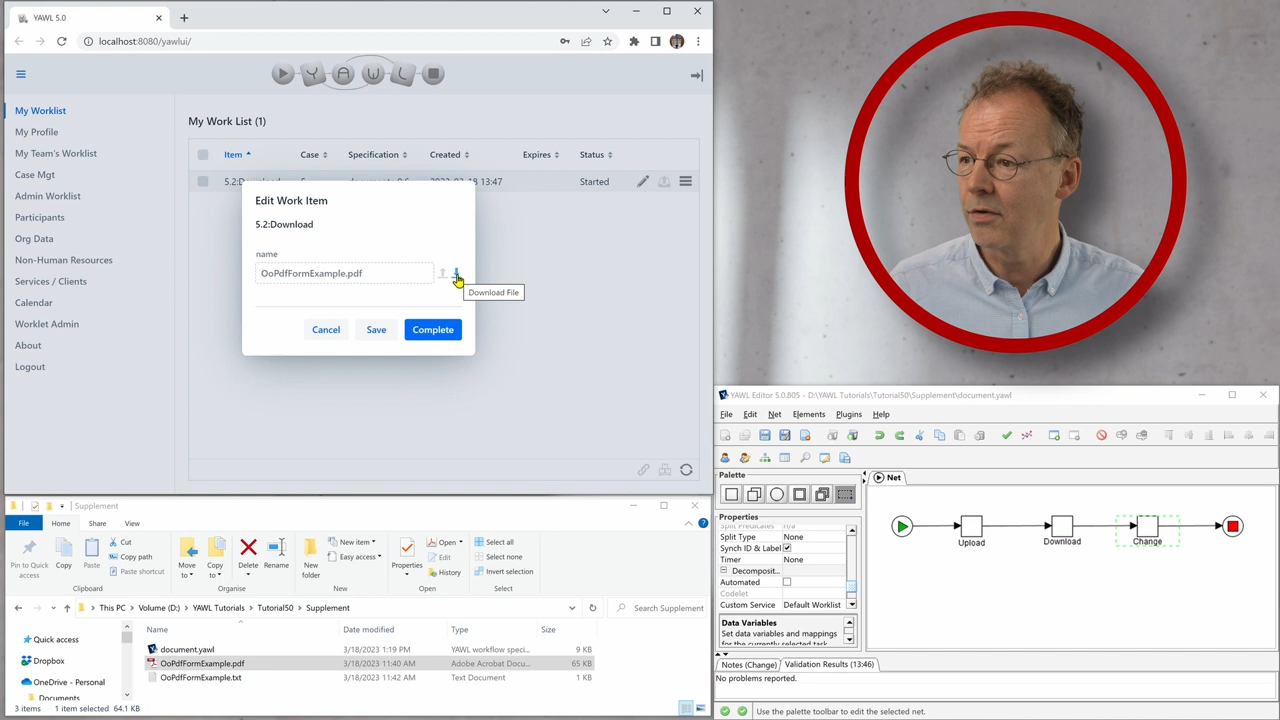 YAWL 5.0
localhost:8080/yawlui/
Y A W L
My Worklist
My Profile
My Team's Worklist
Case Mgt
Admin Worklist
Participants
Org Data
Non-Human Resources
Services / Clients
Calendar
Worklet Admin
About
Logout
My Work List (1)
Item Case Specification Created Expires Status
13:47 Started
Edit Work Item
5.2:Download
name
OoPdfFormExample.pdf
Download File
Cancel Save Complete
YAWL Editor 5.0.805 - D:\YAWL Tutorials\Tutorial50\Supplement\document.yawl
File Edit Net Elements Plugins Help
Palette
Net
Properties
Split Predicates n/a
Split Type None
Synch ID & Label
Timer None
Decomposit...
Automated
Codelet
Custom Service Default Worklist
Data Variables
Set data variables and mappings
for the currently selected task
Upload Download Change
Notes (Change) Validation Results (13:46)
No problems reported.
Use the palette toolbar to edit the selected net.
Supplement
File Home Share View
Pin to Quick access
Copy
Paste
Cut
Copy path
Paste shortcut
Clipboard
Move to
Copy to
Delete
Rename
Organise
New folder
New item
Easy access
New
Properties
Open
Edit
History
Open
Select all
Select none
Invert selection
Select
This PC Volume (D:) YAWL Tutorials Tutorial50 Supplement
Search Supplement
Quick access
Dropbox
OneDrive - Personal
Documents
Name Date modified Type Size
document.yawl 3/18/2023 1:19 PM YAWL workflow speci... 9 KB
OoPdfFormExample.pdf 3/18/2023 11:40 AM Adobe Acrobat Docu... 65 KB
OoPdfFormExample.txt 3/18/2023 11:42 AM Text Document 1 KB
3 items 1 item selected 64.1 KB